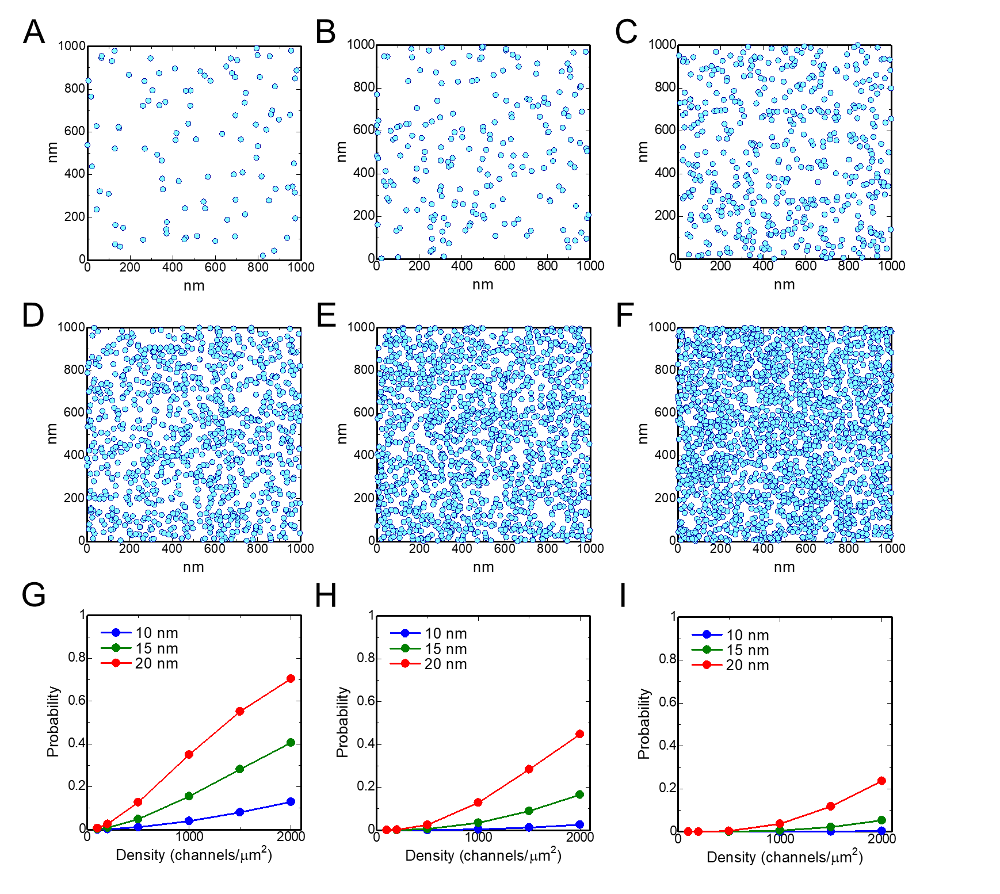 A
B
C
1000
800
600
400
200
0
nm
0 200 400 600 800 1000
nm
1000
800
600
400
200
0
nm
0 200 400 600 800 1000
nm
1000
800
600
400
200
0
nm
0 200 400 600 800 1000
nm
D
E
F
1000
800
600
400
200
0
nm
0 200 400 600 800 1000
nm
1000
800
600
400
200
0
nm
0 200 400 600 800 1000
nm
1000
800
600
400
200
0
nm
0 200 400 600 800 1000
nm
G
H
I
1
0.8
0.6
0.4
0.2
0
Probability
10 nm
15 nm
20 nm
0 1000 2000
Density (channels/μm²)
1
0.8
0.6
0.4
0.2
0
Probability
10 nm
15 nm
20 nm
0 1000 2000
Density (channels/μm²)
1
0.8
0.6
0.4
0.2
0
Probability
10 nm
15 nm
20 nm
0 1000 2000
Density (channels/μm²)